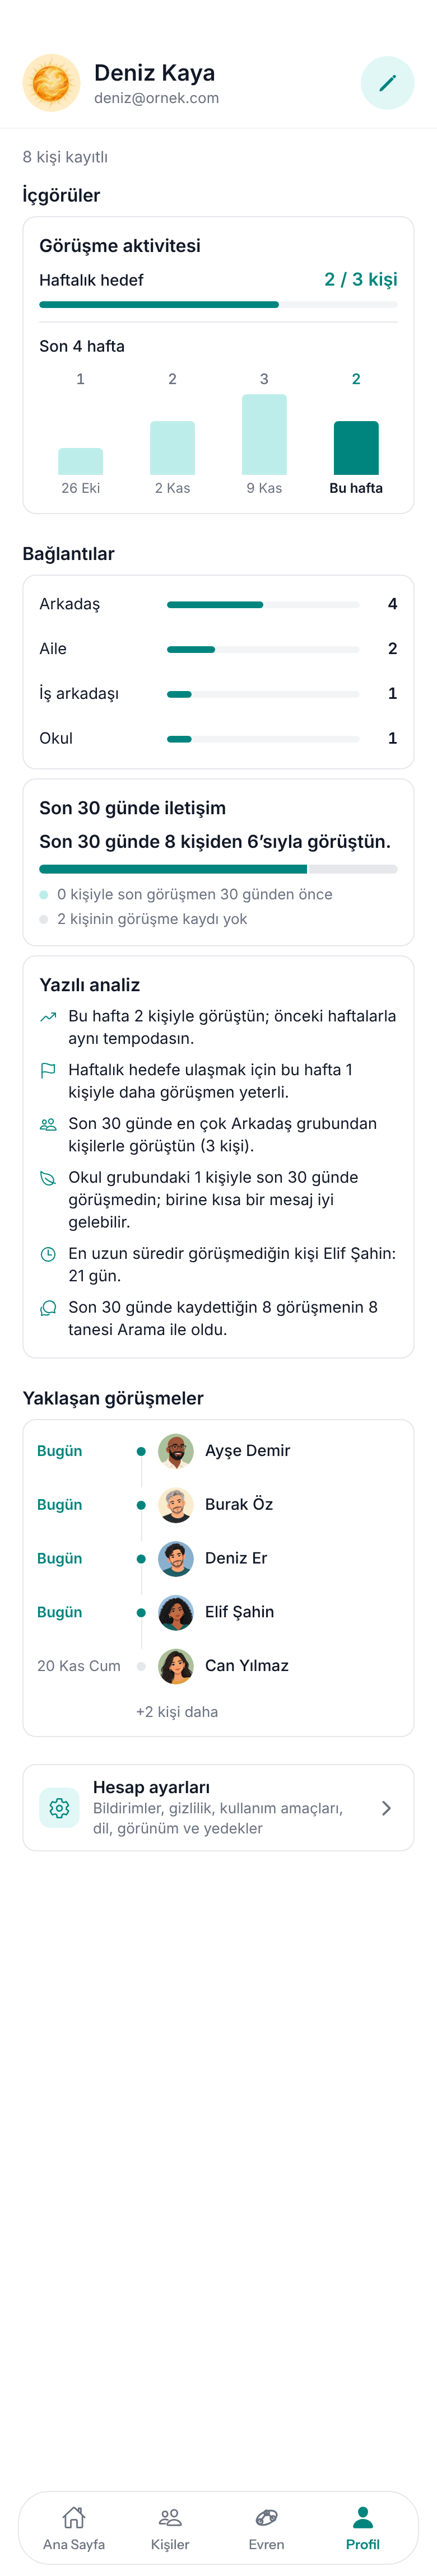 Deniz Kaya
deniz@ornek.com
8 kişi kayıtlı
İçgörüler
Görüşme aktivitesi
Haftalık hedef 2 / 3 kişi
Son 4 hafta
1 2 3 2
26 Eki 2 Kas 9 Kas Bu hafta
Bağlantılar
Arkadaş 4
Aile 2
İş arkadaşı 1
Okul 1
Son 30 günde iletişim
Son 30 günde 8 kişiden 6’sıyla görüştün.
0 kişiyle son görüşmen 30 günden önce
2 kişinin görüşme kaydı yok
Yazılı analiz
Bu hafta 2 kişiyle görüştün; önceki haftalarla
aynı tempodasın.
Haftalık hedefe ulaşmak için bu hafta 1
kişiyle daha görüşmen yeterli.
Son 30 günde en çok Arkadaş grubundan
kişilerle görüştün (3 kişi).
Okul grubundaki 1 kişiyle son 30 günde
görüşmedin; birine kısa bir mesaj iyi
gelebilir.
En uzun süredir görüşmediğin kişi Elif Şahin:
21 gün.
Son 30 günde kaydettiğin 8 görüşmenin 8
tanesi Arama ile oldu.
Yaklaşan görüşmeler
Bugün Ayşe Demir
Bugün Burak Öz
Bugün Deniz Er
Bugün Elif Şahin
20 Kas Cum Can Yılmaz
+2 kişi daha
Hesap ayarları
Bildirimler, gizlilik, kullanım amaçları,
dil, görünüm ve yedekler
Ana Sayfa Kişiler Evren Profil